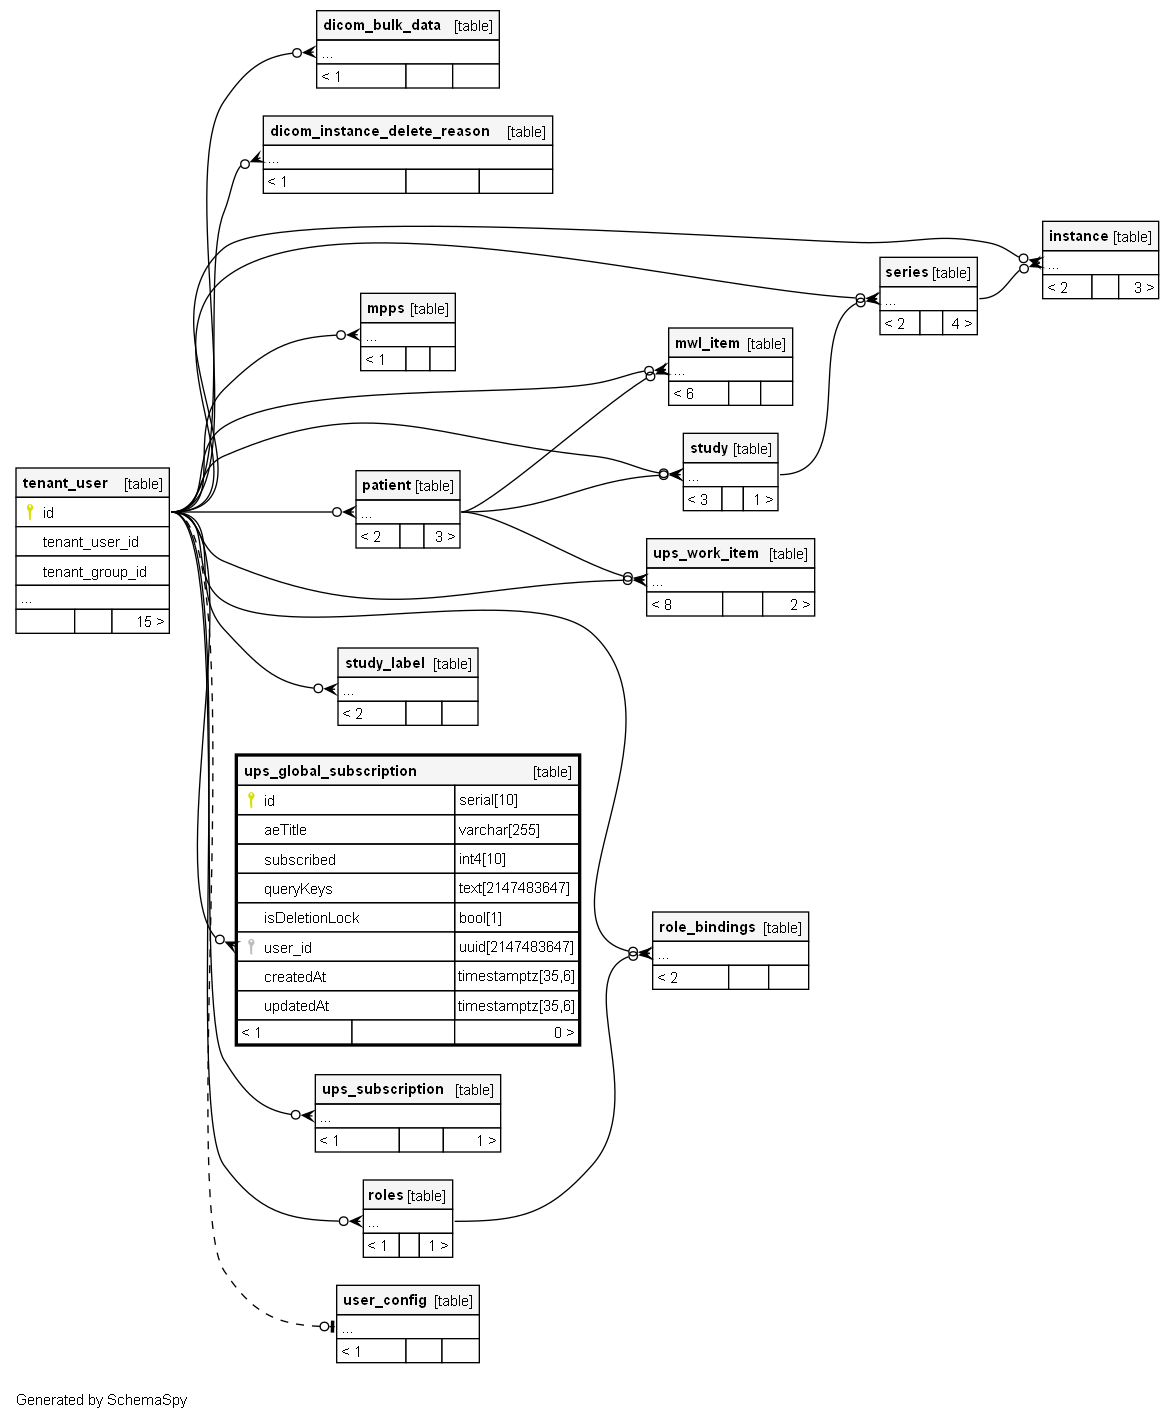 dicom_bulk_data [table]
...
< 1
dicom_instance_delete_reason [table]
...
< 1
instance [table]
...
< 2 3 >
series [table]
...
< 2 4 >
mpps [table]
...
< 1
mwl_item [table]
...
< 6
study [table]
...
< 3 1 >
tenant_user [table]
id
tenant_user_id
tenant_group_id
...
15 >
patient [table]
...
< 2 3 >
ups_work_item [table]
...
< 8 2 >
study_label [table]
...
< 2
ups_global_subscription [table]
id serial[10]
aeTitle varchar[255]
subscribed int4[10]
queryKeys text[2147483647]
isDeletionLock bool[1]
user_id uuid[2147483647]
createdAt timestamptz[35,6]
updatedAt timestamptz[35,6]
< 1 0 >
role_bindings [table]
...
< 2
ups_subscription [table]
...
< 1 1 >
roles [table]
...
< 1 1 >
user_config [table]
...
< 1
Generated by SchemaSpy